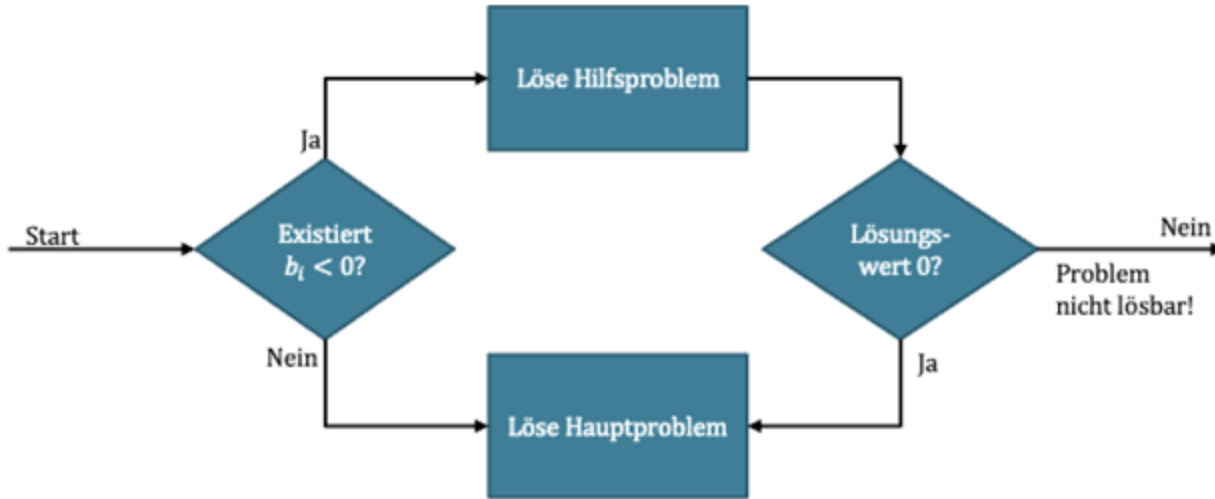 Start
Existiert
bᵢ < 0?
Ja
Löse Hilfsproblem
Lösungs-
wert 0?
Nein
Problem
nicht lösbar!
Ja
Nein
Löse Hauptproblem